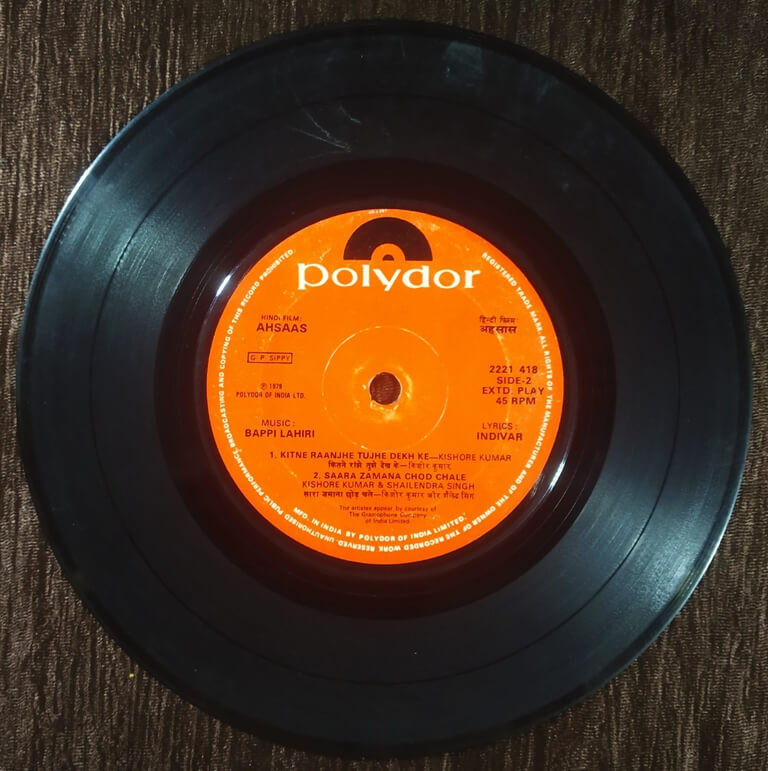 polydor
HINDI FILM:
AHSAAS
हिन्दी फिल्म
अहसास
G. P. SIPPY
℗ 1979
POLYDOR OF INDIA LTD.
2221 418
SIDE-2
EXTD. PLAY
45 RPM
MUSIC:
BAPPI LAHIRI
LYRICS:
INDIVAR
1. KITNE RAANJHE TUJHE DEKH KE—KISHORE KUMAR
कितने रांझे तुझे देख के—किशोर कुमार
2. SAARA ZAMANA CHOD CHALE
KISHORE KUMAR & SHAILENDRA SINGH
सारा जमाना छोड़ चले—किशोर कुमार और शैलेंद्र सिंग
The artistes appear by courtesy of
The Gramophone Company
of India Limited
REGISTERED TRADE MARK. ALL RIGHTS OF THE MANUFACTURER AND OF THE OWNER OF THE RECORDED WORK RESERVED. UNAUTHORISED PUBLIC PERFORMANCE, BROADCASTING AND COPYING OF THIS RECORD PROHIBITED.
MFD. IN INDIA BY POLYDOR OF INDIA LIMITED.